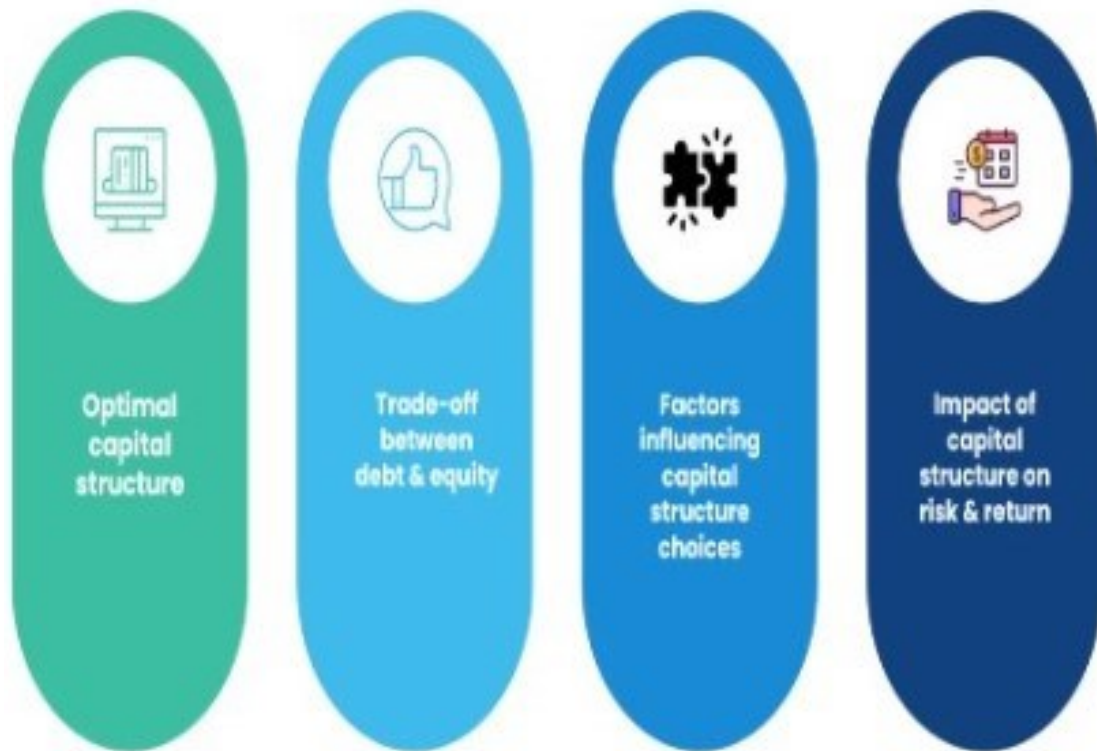 Optimal
capital
structure
Trade-off
between
debt & equity
Factors
influencing
capital
structure
choices
Impact of
capital
structure on
risk & return